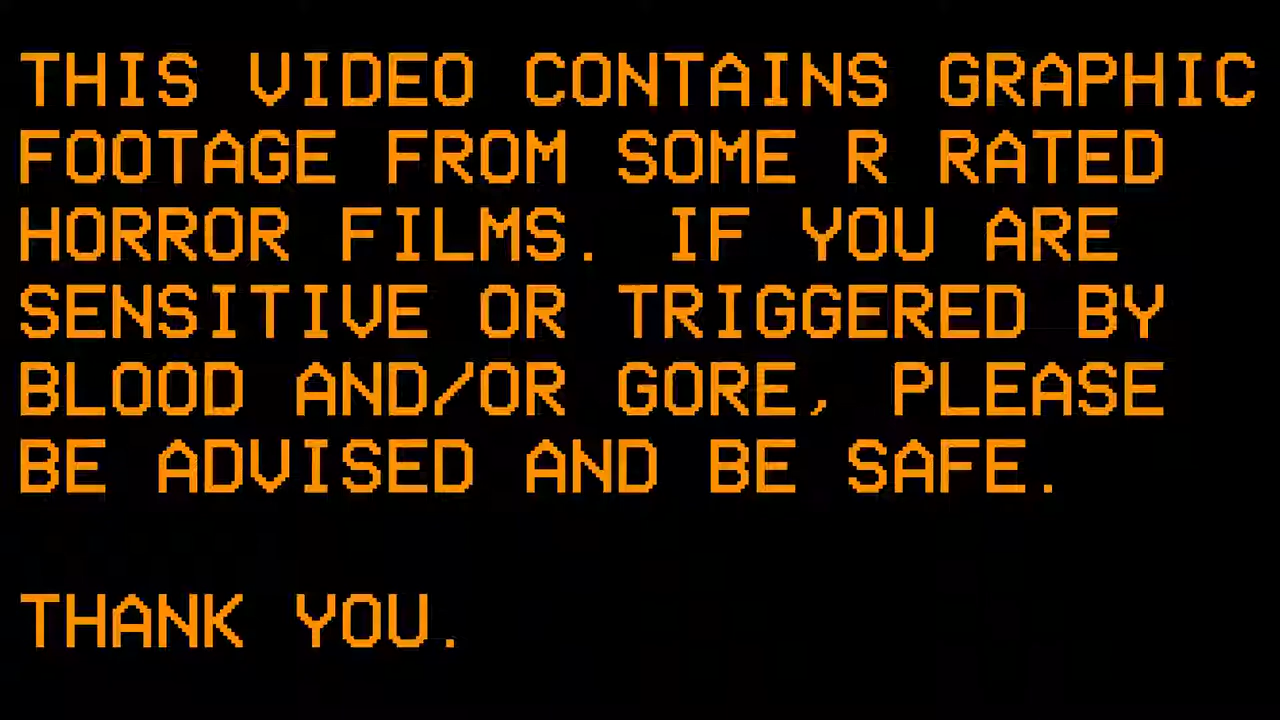 THIS VIDEO CONTAINS GRAPHIC
FOOTAGE FROM SOME R RATED
HORROR FILMS. IF YOU ARE
SENSITIVE OR TRIGGERED BY
BLOOD AND/OR GORE, PLEASE
BE ADVISED AND BE SAFE.
THANK YOU.